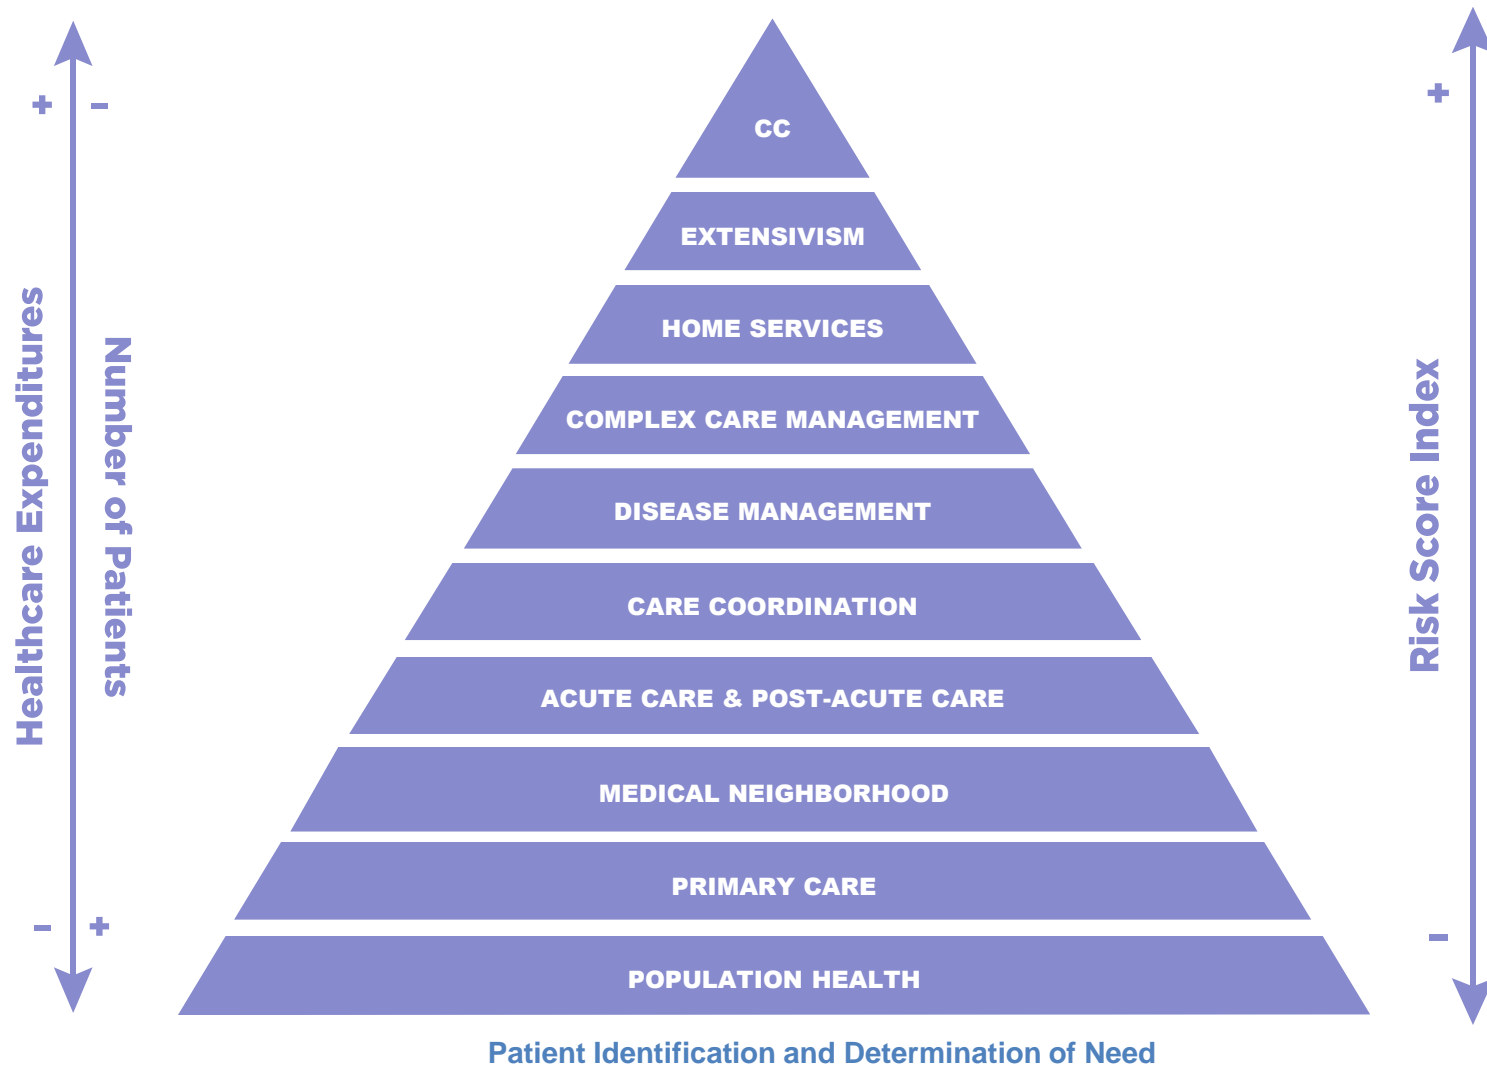 +
–
Healthcare Expenditures
Number of Patients
–
+
CC
EXTENSIVISM
HOME SERVICES
COMPLEX CARE MANAGEMENT
DISEASE MANAGEMENT
CARE COORDINATION
ACUTE CARE & POST-ACUTE CARE
MEDICAL NEIGHBORHOOD
PRIMARY CARE
POPULATION HEALTH
+
Risk Score Index
–
Patient Identification and Determination of Need